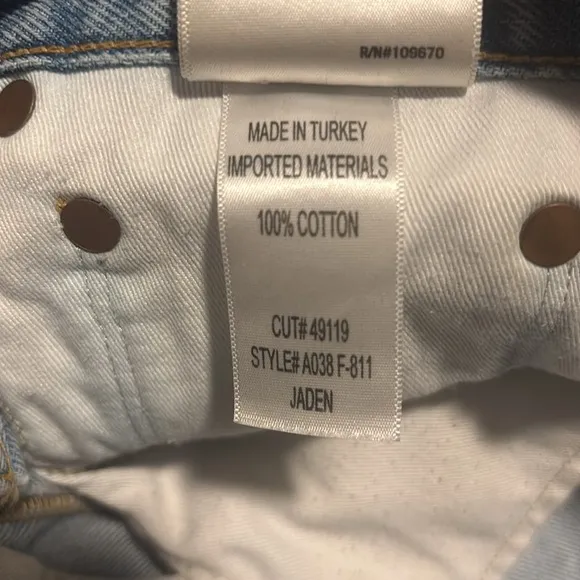 R/N#109670
MADE IN TURKEY
IMPORTED MATERIALS
100% COTTON
CUT# 49119
STYLE# A038 F-811
JADEN